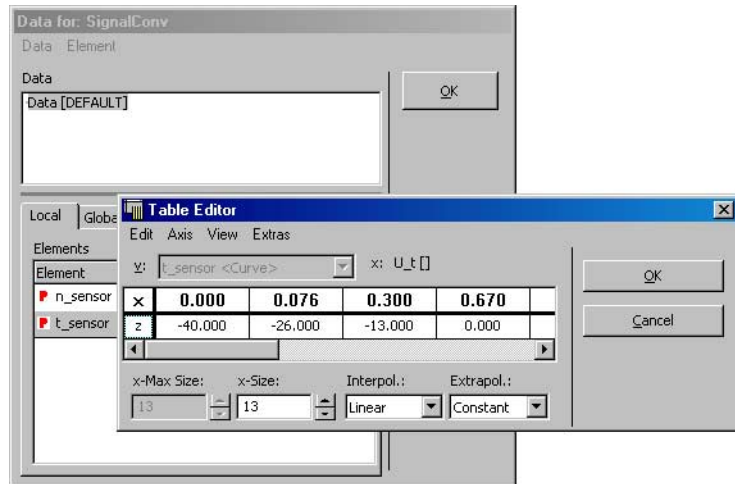 Data for: SignalConv
Data Element
Data
Data [DEFAULT]
OK
Local Globa
Elements
Element
n_sensor
t_sensor
Table Editor
Edit Axis View Extras
y: t_sensor <Curve> x: U_t []
x 0.000 0.076 0.300 0.670
z -40.000 -26.000 -13.000 0.000
x-Max Size: x-Size: Interpol.: Extrapol.:
13 13 Linear Constant
OK
Cancel